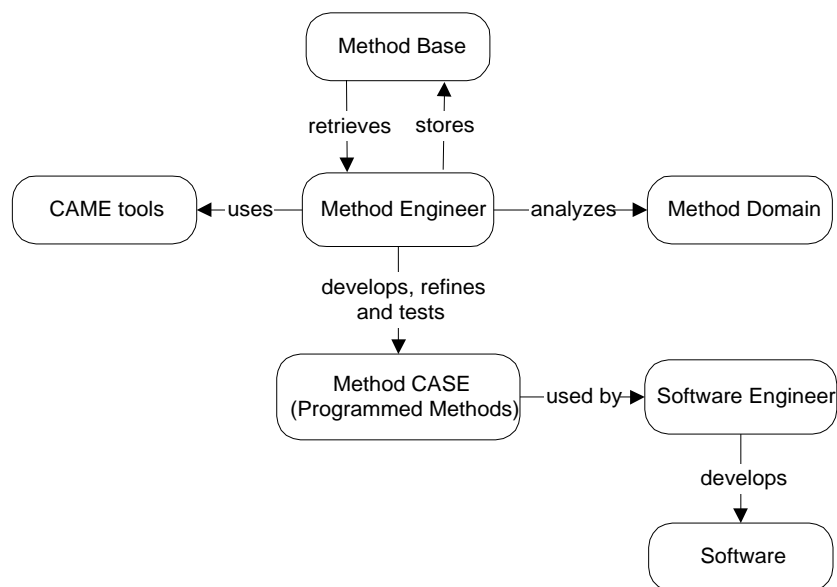 Method Base
retrieves
stores
CAME tools
uses
Method Engineer
analyzes
Method Domain
develops, refines
and tests
Method CASE
(Programmed Methods)
used by
Software Engineer
develops
Software